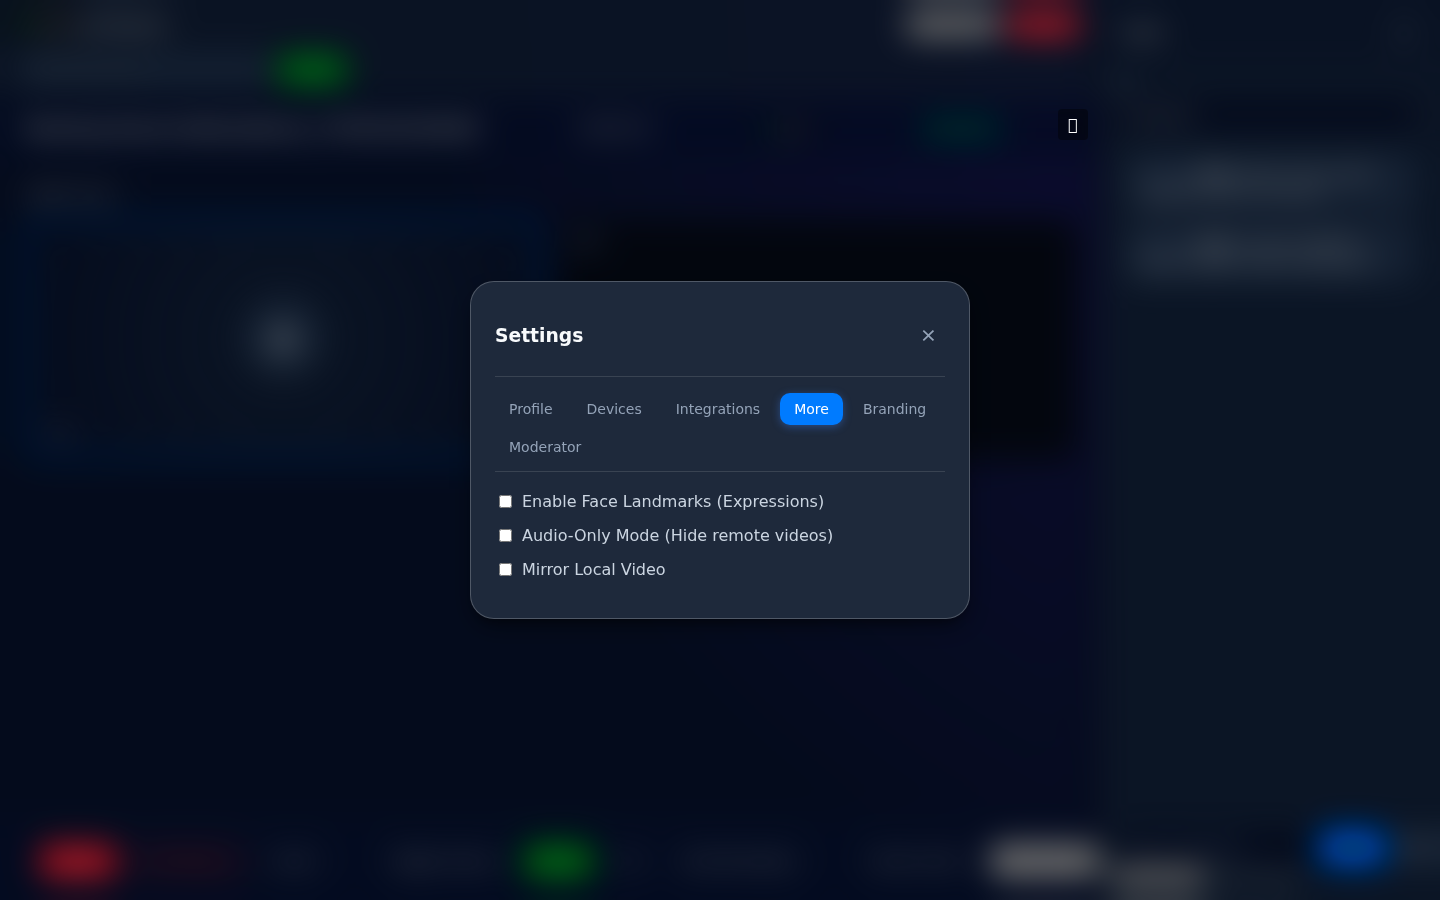 Settings
×
Profile Devices Integrations More Branding
Moderator
Enable Face Landmarks (Expressions)
Audio-Only Mode (Hide remote videos)
Mirror Local Video